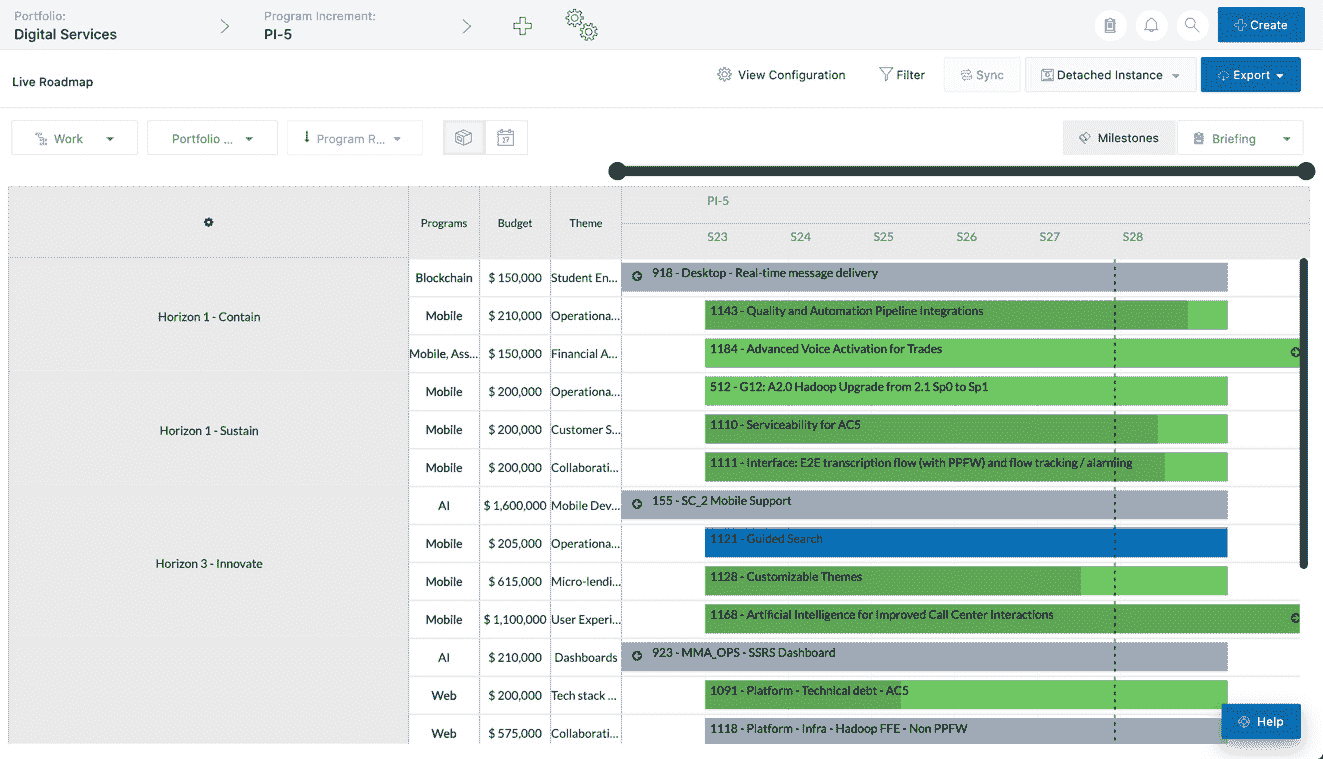 Portfolio:
Digital Services
Program Increment:
PI-5
Create
Live Roadmap
View Configuration
Filter
Sync
Detached Instance
Export
Work
Portfolio ...
Program R...
17
Milestones
Briefing
Programs
Budget
Theme
PI-5
S23 S24 S25 S26 S27 S28
Horizon 1 - Contain
Blockchain $ 150,000 Student En... 918 - Desktop - Real-time message delivery
Mobile $ 210,000 Operationa... 1143 - Quality and Automation Pipeline Integrations
Mobile, Ass... $ 150,000 Financial A... 1184 - Advanced Voice Activation for Trades
Horizon 1 - Sustain
Mobile $ 200,000 Operationa... 512 - G12: A2.0 Hadoop Upgrade from 2.1 Sp0 to Sp1
Mobile $ 200,000 Customer S... 1110 - Serviceability for AC5
Mobile $ 200,000 Collaborati... 1111 - Interface: E2E transcription flow (with PPFW) and flow tracking / alarming
Horizon 3 - Innovate
AI $ 1,600,000 Mobile Dev... 155 - SC_2 Mobile Support
Mobile $ 205,000 Operationa... 1121 - Guided Search
Mobile $ 615,000 Micro-lendi... 1128 - Customizable Themes
Mobile $ 1,100,000 User Experi... 1168 - Artificial Intelligence for Improved Call Center Interactions
AI $ 210,000 Dashboards 923 - MMA_OPS - SSRS Dashboard
Web $ 200,000 Tech stack ... 1091 - Platform - Technical debt - AC5
Web $ 575,000 Collaborati... 1118 - Platform - Infra - Hadoop FFE - Non PPFW
Help